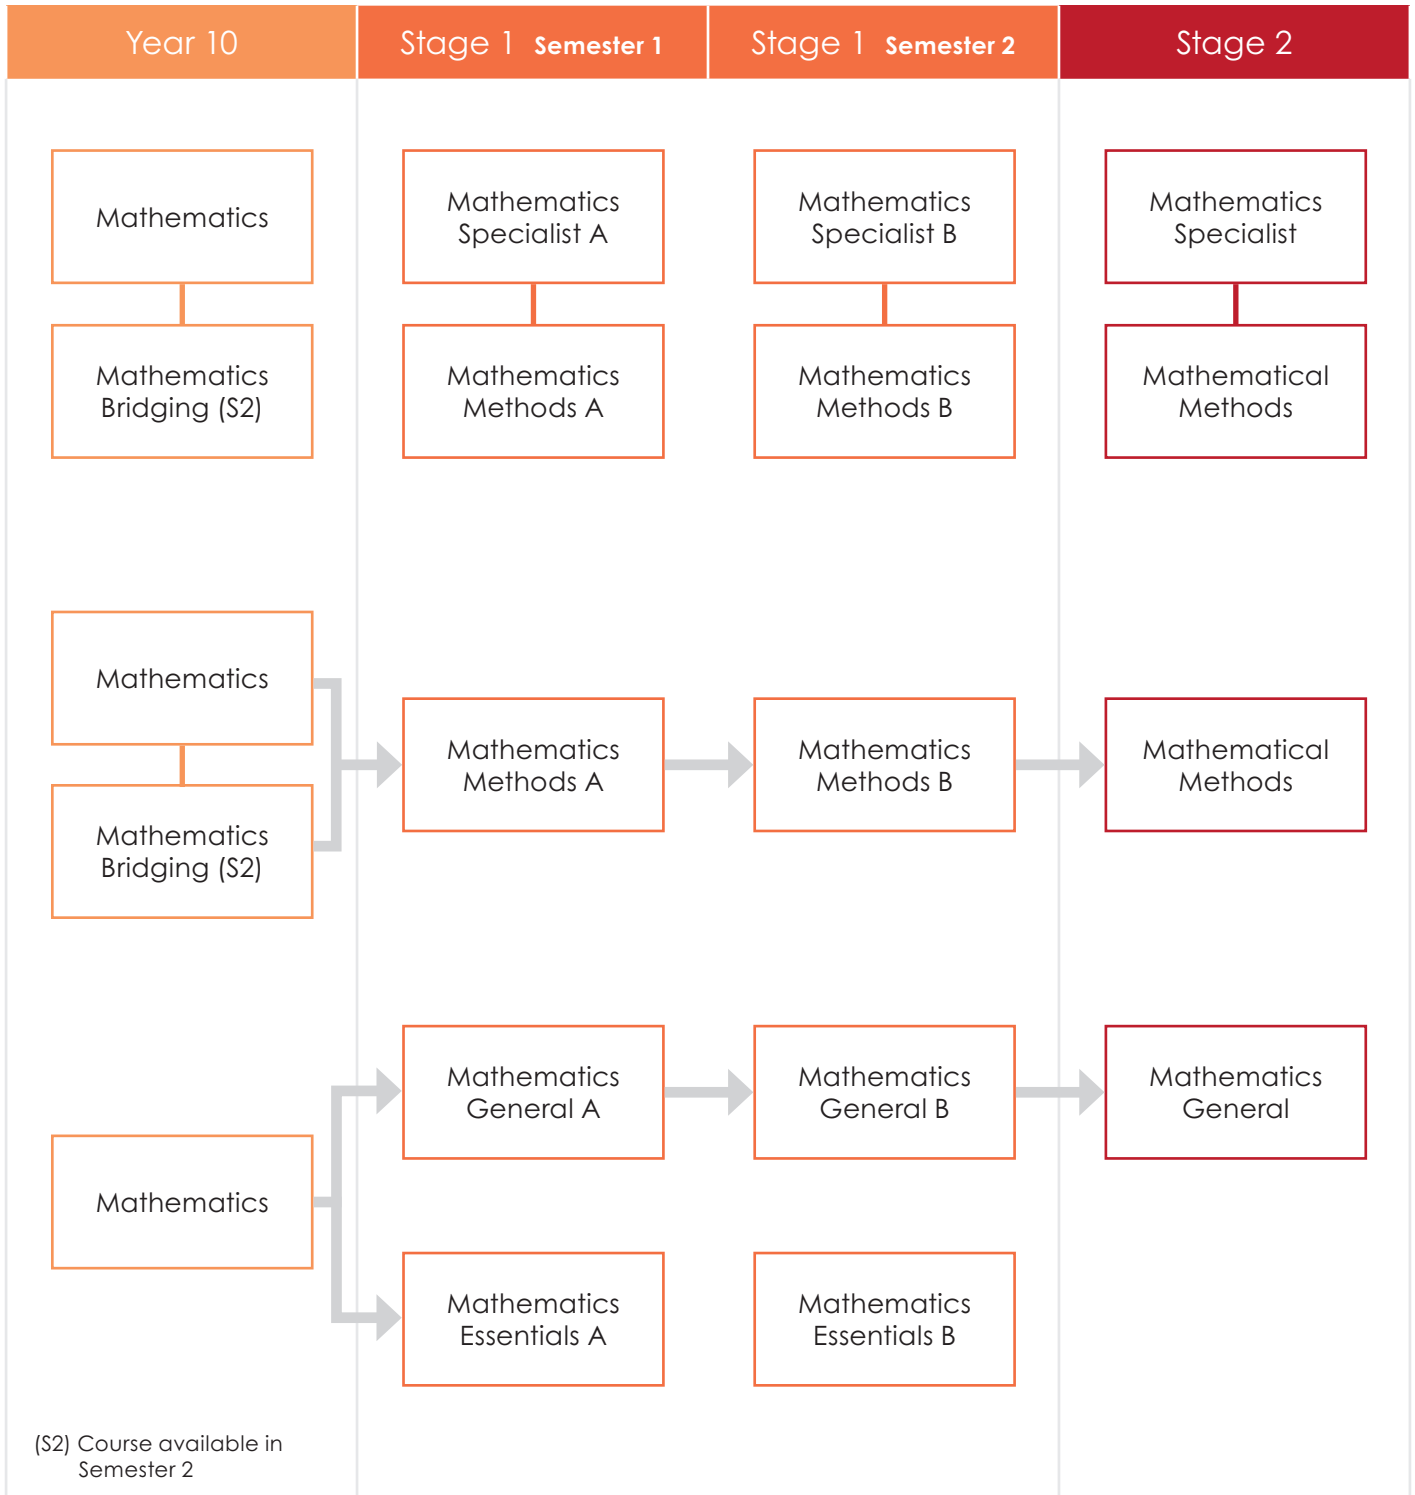 Year 10
Stage 1 Semester 1
Stage 1 Semester 2
Stage 2
Mathematics
Mathematics
Specialist A
Mathematics
Specialist B
Mathematics
Specialist
Mathematics
Bridging (S2)
Mathematics
Methods A
Mathematics
Methods B
Mathematical
Methods
Mathematics
Mathematics
Bridging (S2)
Mathematics
Methods A
Mathematics
Methods B
Mathematical
Methods
Mathematics
Mathematics
General A
Mathematics
General B
Mathematics
General
Mathematics
Essentials A
Mathematics
Essentials B
(S2) Course available in
Semester 2